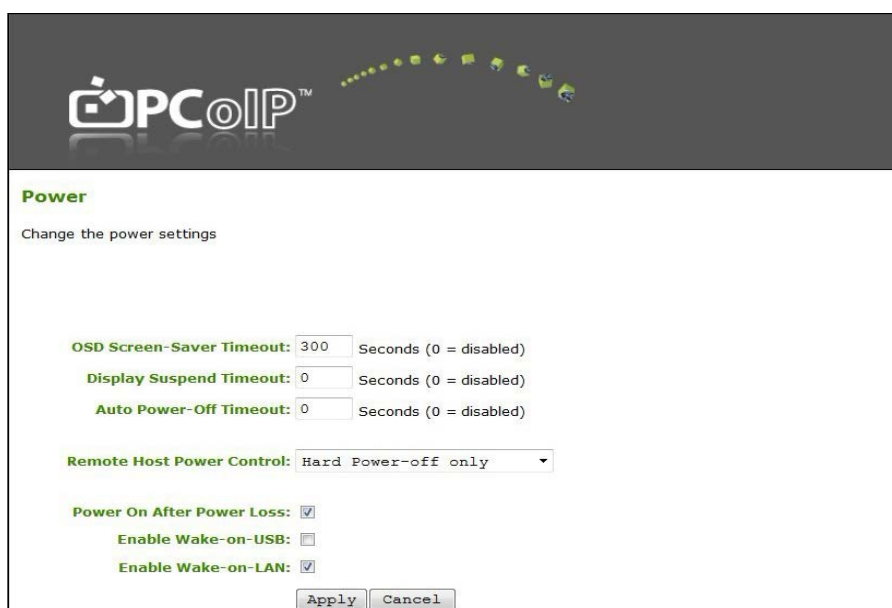 PCoIP™
Power
Change the power settings
OSD Screen-Saver Timeout: 300 Seconds (0 = disabled)
Display Suspend Timeout: 0 Seconds (0 = disabled)
Auto Power-Off Timeout: 0 Seconds (0 = disabled)
Remote Host Power Control: Hard Power-off only
Power On After Power Loss:
Enable Wake-on-USB:
Enable Wake-on-LAN:
Apply Cancel